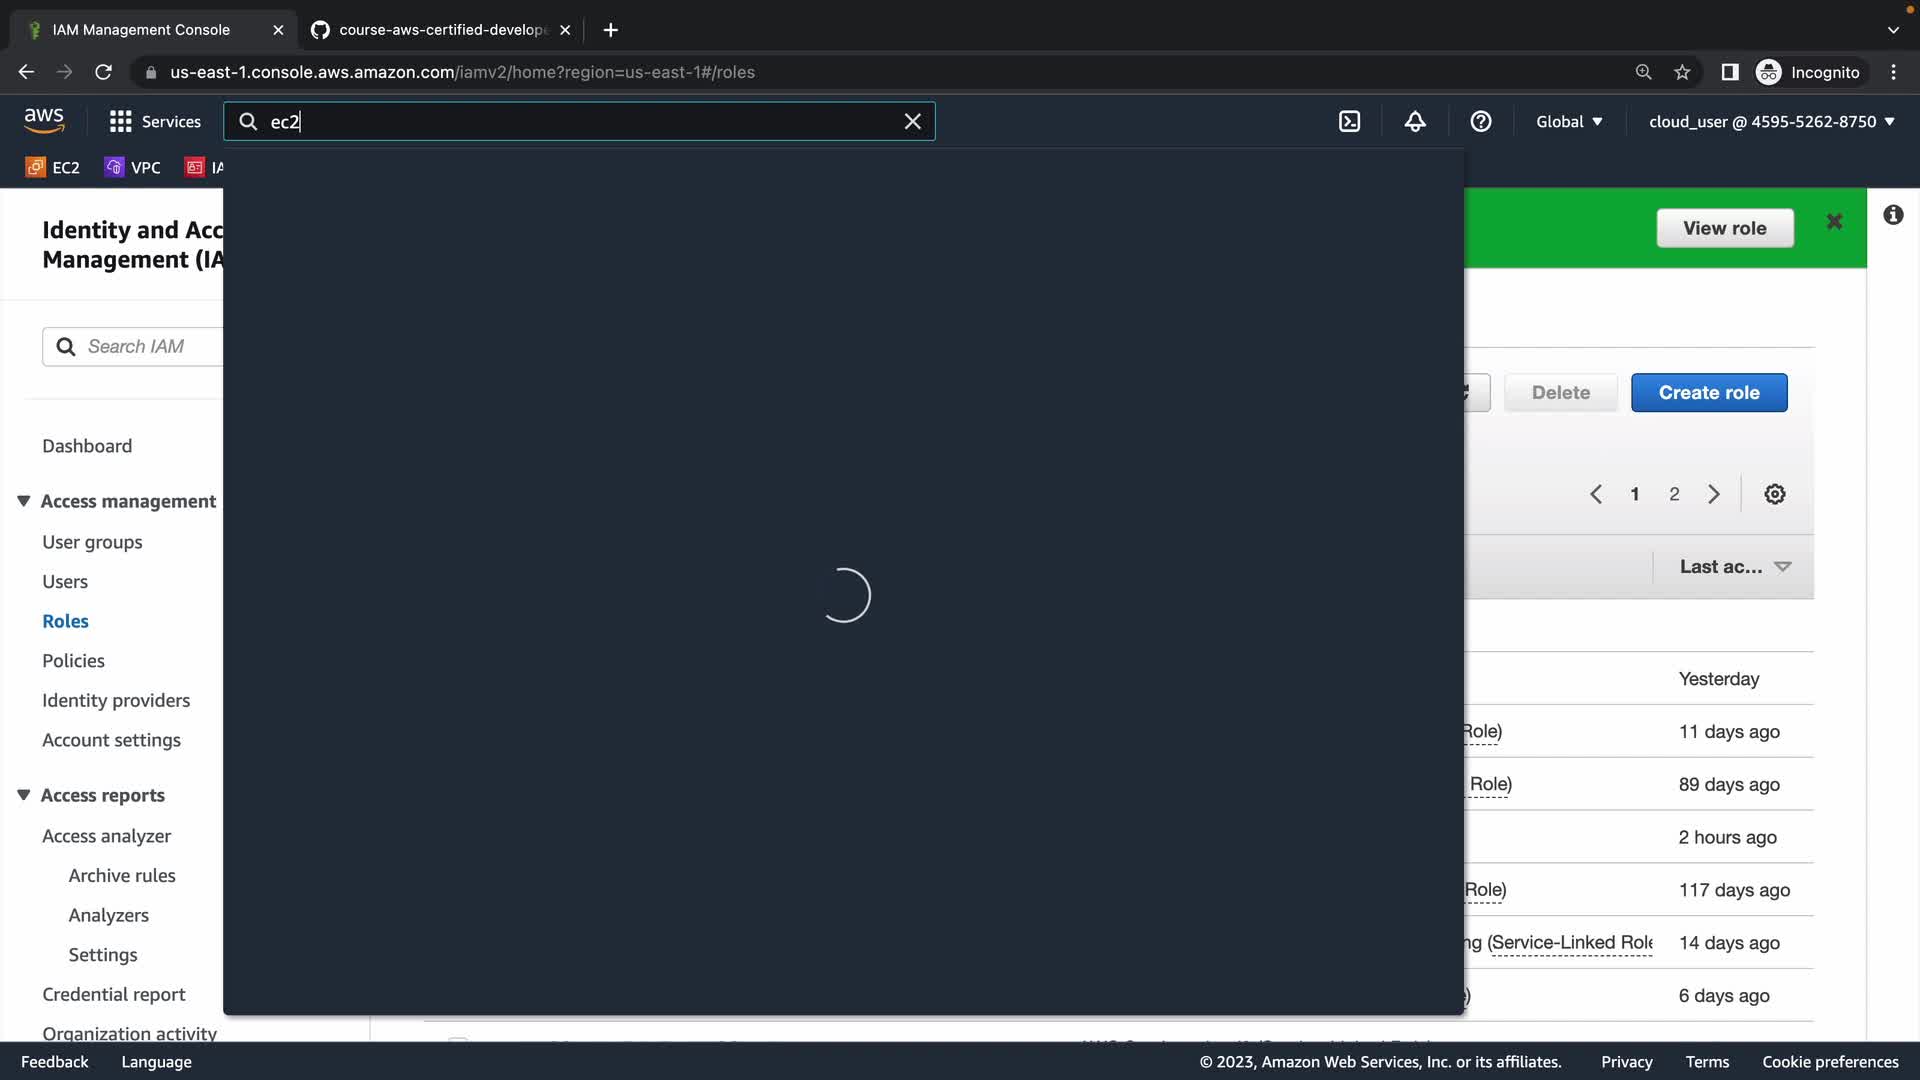 IAM Management Console
course-aws-certified-develope
us-east-1.console.aws.amazon.com/iamv2/home?region=us-east-1#/roles
Incognito
aws
Services
ec2
Global
cloud_user @ 4595-5262-8750
EC2
VPC
IA
Identity and Acc
Management (IA
View role
Search IAM
Delete
Create role
Dashboard
1
2
Access management
User groups
Last ac...
Users
Roles
Policies
Yesterday
Identity providers
Role)
11 days ago
Account settings
Role)
89 days ago
Access reports
Access analyzer
2 hours ago
Archive rules
Role)
117 days ago
Analyzers
ng (Service-Linked Role
14 days ago
Settings
Credential report
6 days ago
Organization activity
Feedback
Language
© 2023, Amazon Web Services, Inc. or its affiliates.
Privacy
Terms
Cookie preferences